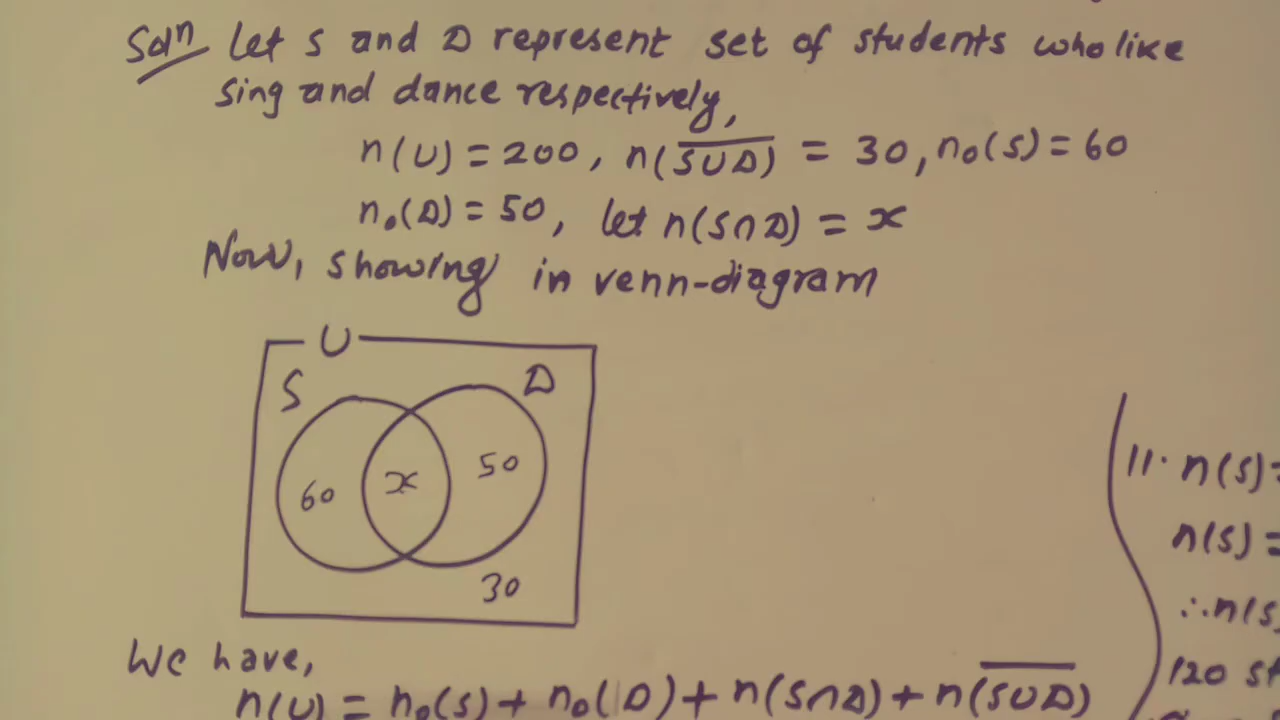 Soln Let S and D represent set of students who like
sing and dance respectively,
n(U) = 200, n(S̅U̅D̅) = 30, n₀(S) = 60
n₀(D) = 50, let n(S∩D) = x
Now, showing in venn-diagram
U
S D
60 x 50
30
We have,
n(U) = n₀(S) + n₀(D) + n(S∩D) + n(S̅U̅D̅)
11. n(S) =
n(S) =
∴ n(S
120 st